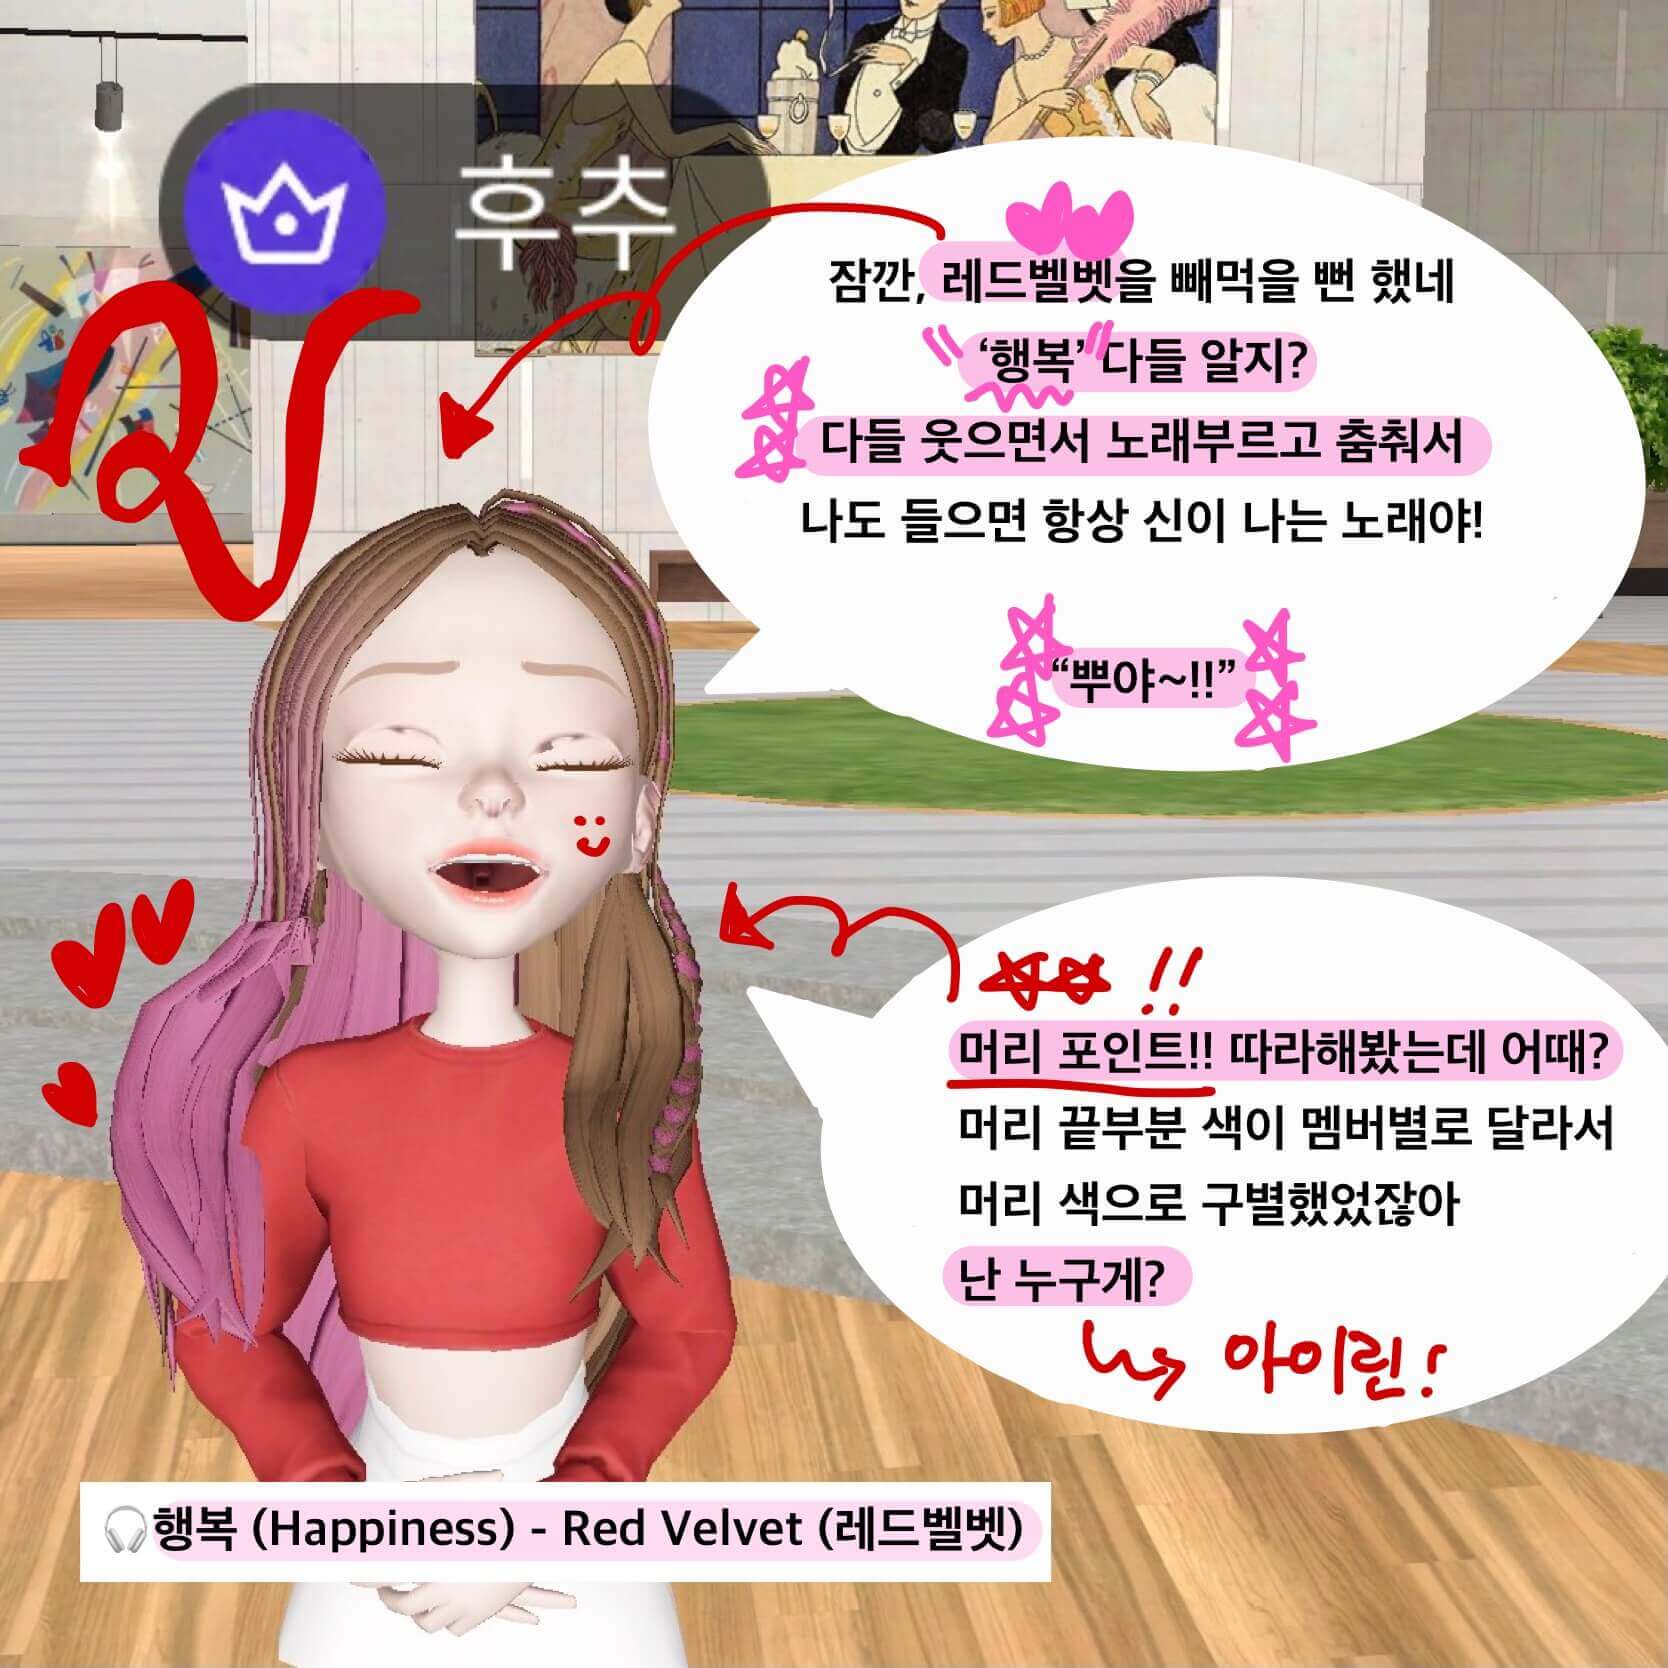 후추
잠깐, 레드벨벳을 빼먹을 뻔 했네
‘행복’ 다들 알지?
다들 웃으면서 노래부르고 춤춰서
나도 들으면 항상 신이 나는 노래야!
“뿌야~!!”
!!
머리 포인트!! 따라해봤는데 어때?
머리 끝부분 색이 멤버별로 달라서
머리 색으로 구별했었잖아
난 누구게?
아이린!
행복 (Happiness) - Red Velvet (레드벨벳)